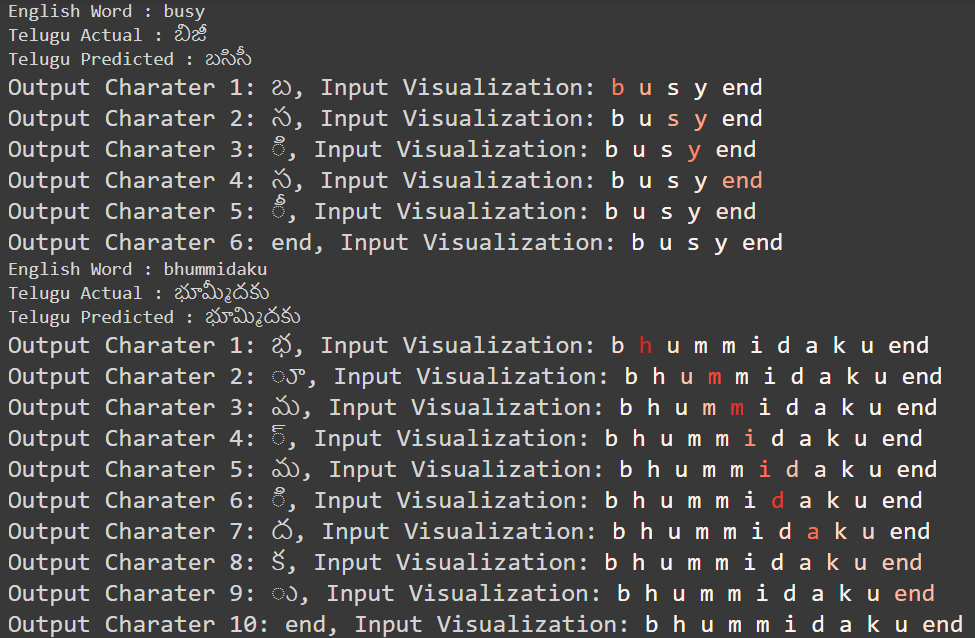 English Word : busy
Telugu Actual : బిజీ
Telugu Predicted : బసిసీ
Output Charater 1: బ, Input Visualization: b u s y end
Output Charater 2: స, Input Visualization: b u s y end
Output Charater 3: ి, Input Visualization: b u s y end
Output Charater 4: స, Input Visualization: b u s y end
Output Charater 5: ీ, Input Visualization: b u s y end
Output Charater 6: end, Input Visualization: b u s y end
English Word : bhummidaku
Telugu Actual : భూమ్మీదకు
Telugu Predicted : భూమ్మిదకు
Output Charater 1: భ, Input Visualization: b h u m m i d a k u end
Output Charater 2: ూ, Input Visualization: b h u m m i d a k u end
Output Charater 3: మ, Input Visualization: b h u m m i d a k u end
Output Charater 4: ్, Input Visualization: b h u m m i d a k u end
Output Charater 5: మ, Input Visualization: b h u m m i d a k u end
Output Charater 6: ి, Input Visualization: b h u m m i d a k u end
Output Charater 7: ద, Input Visualization: b h u m m i d a k u end
Output Charater 8: క, Input Visualization: b h u m m i d a k u end
Output Charater 9: ు, Input Visualization: b h u m m i d a k u end
Output Charater 10: end, Input Visualization: b h u m m i d a k u end